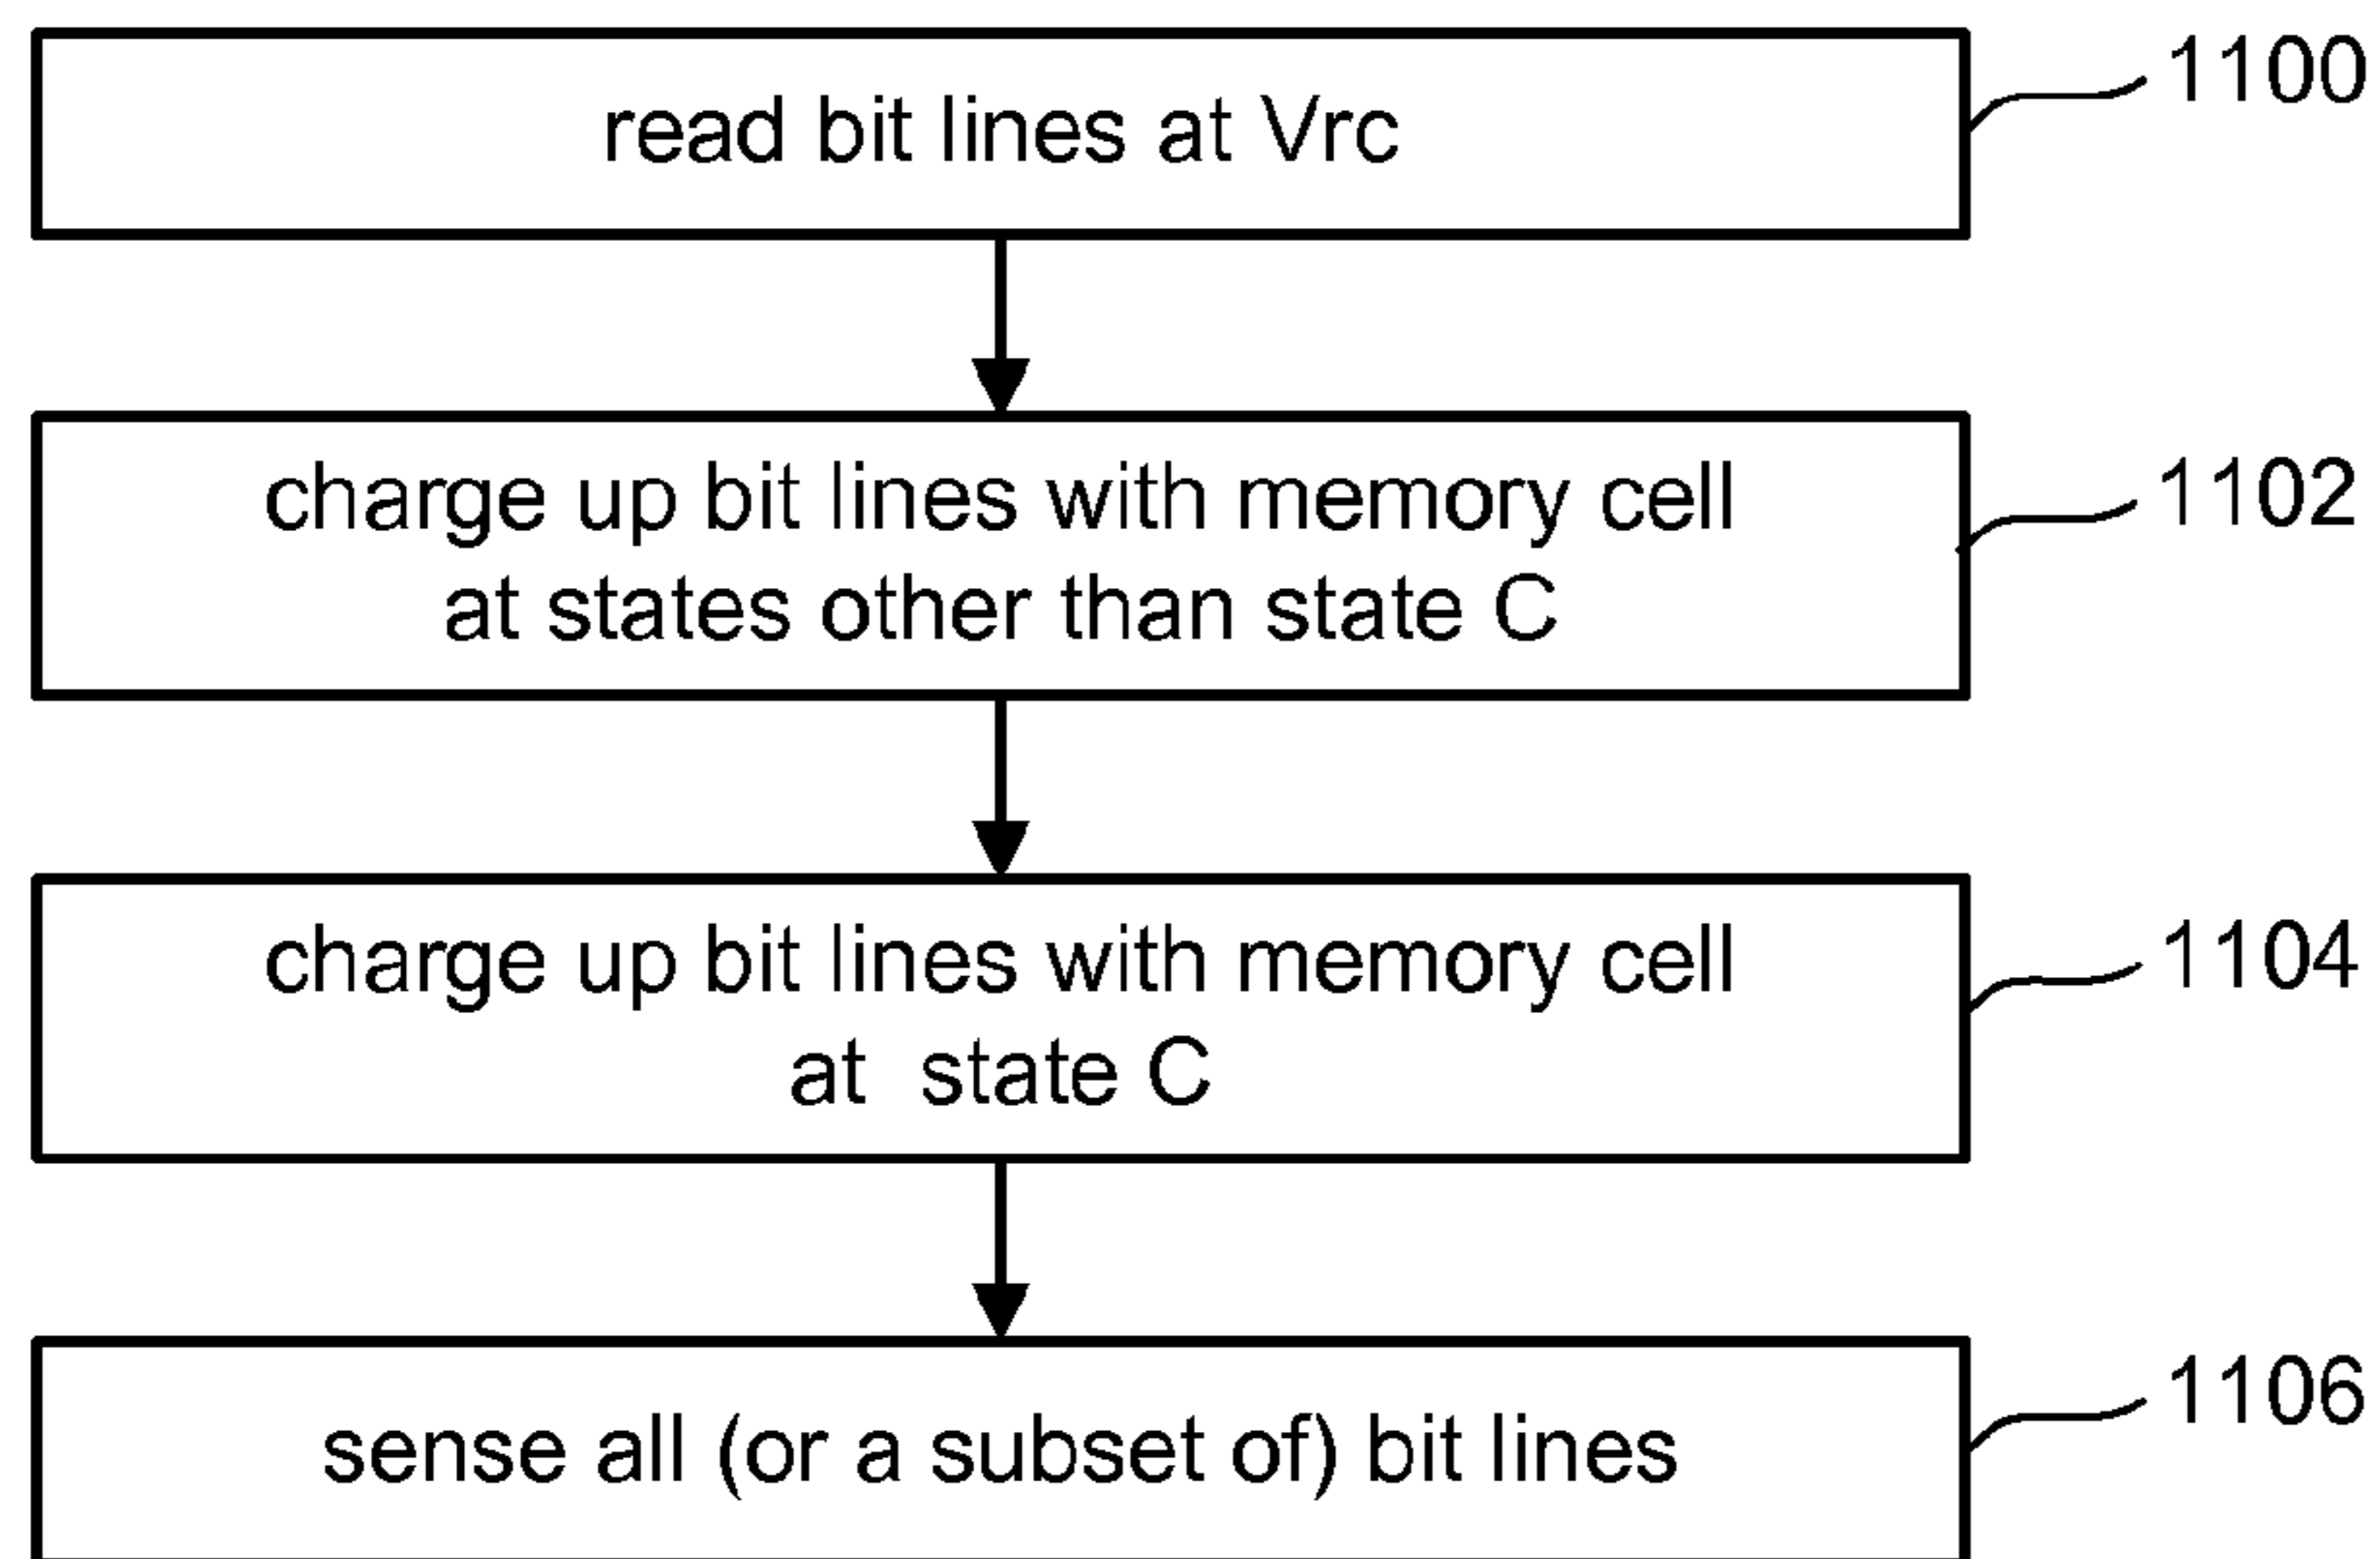 read bit lines at Vrc
1100
charge up bit lines with memory cell
at states other than state C
1102
charge up bit lines with memory cell
at state C
1104
sense all (or a subset of) bit lines
1106